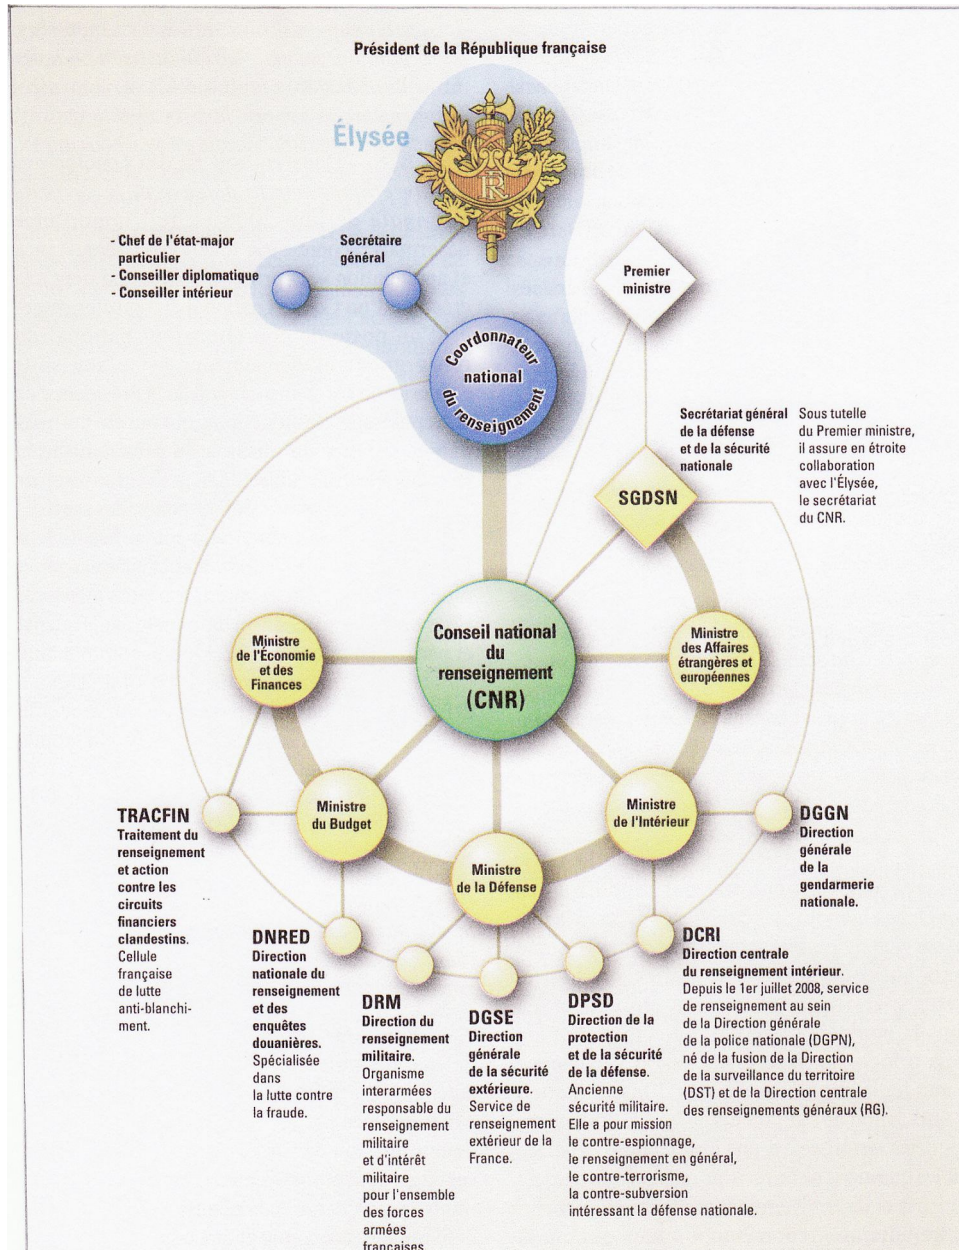 Président de la République française
Élysée
RF
- Chef de l'état-major
particulier
- Conseiller diplomatique
- Conseiller intérieur
Secrétaire
général
Premier
ministre
Coordonnateur
national
du renseignement
Secrétariat général
de la défense
et de la sécurité
nationale
Sous tutelle
du Premier ministre,
il assure en étroite
collaboration
avec l'Élysée,
le secrétariat
du CNR.
SGDSN
Ministre
de l'Économie
et des
Finances
Conseil national
du
renseignement
(CNR)
Ministre
des Affaires
étrangères et
européennes
Ministre
du Budget
Ministre
de l'Intérieur
Ministre
de la Défense
TRACFIN
Traitement du
renseignement
et action
contre les
circuits
financiers
clandestins.
Cellule
française
de lutte
anti-blanchi-
ment.
DNRED
Direction
nationale du
renseignement
et des
enquêtes
douanières.
Spécialisée
dans
la lutte contre
la fraude.
DRM
Direction du
renseignement
militaire.
Organisme
interarmées
responsable du
renseignement
militaire
et d'intérêt
militaire
pour l'ensemble
des forces
armées
françaises
DGSE
Direction
générale
de la sécurité
extérieure.
Service de
renseignement
extérieur de la
France.
DPSD
Direction de la
protection
et de la sécurité
de la défense.
Ancienne
sécurité militaire.
Elle a pour mission
le contre-espionnage,
le renseignement en général,
le contre-terrorisme,
la contre-subversion
intéressant la défense nationale.
DCRI
Direction centrale
du renseignement intérieur.
Depuis le 1er juillet 2008, service
de renseignement au sein
de la Direction générale
de la police nationale (DGPN),
né de la fusion de la Direction
de la surveillance du territoire
(DST) et de la Direction centrale
des renseignements généraux (RG).
DGGN
Direction
générale
de la
gendarmerie
nationale.